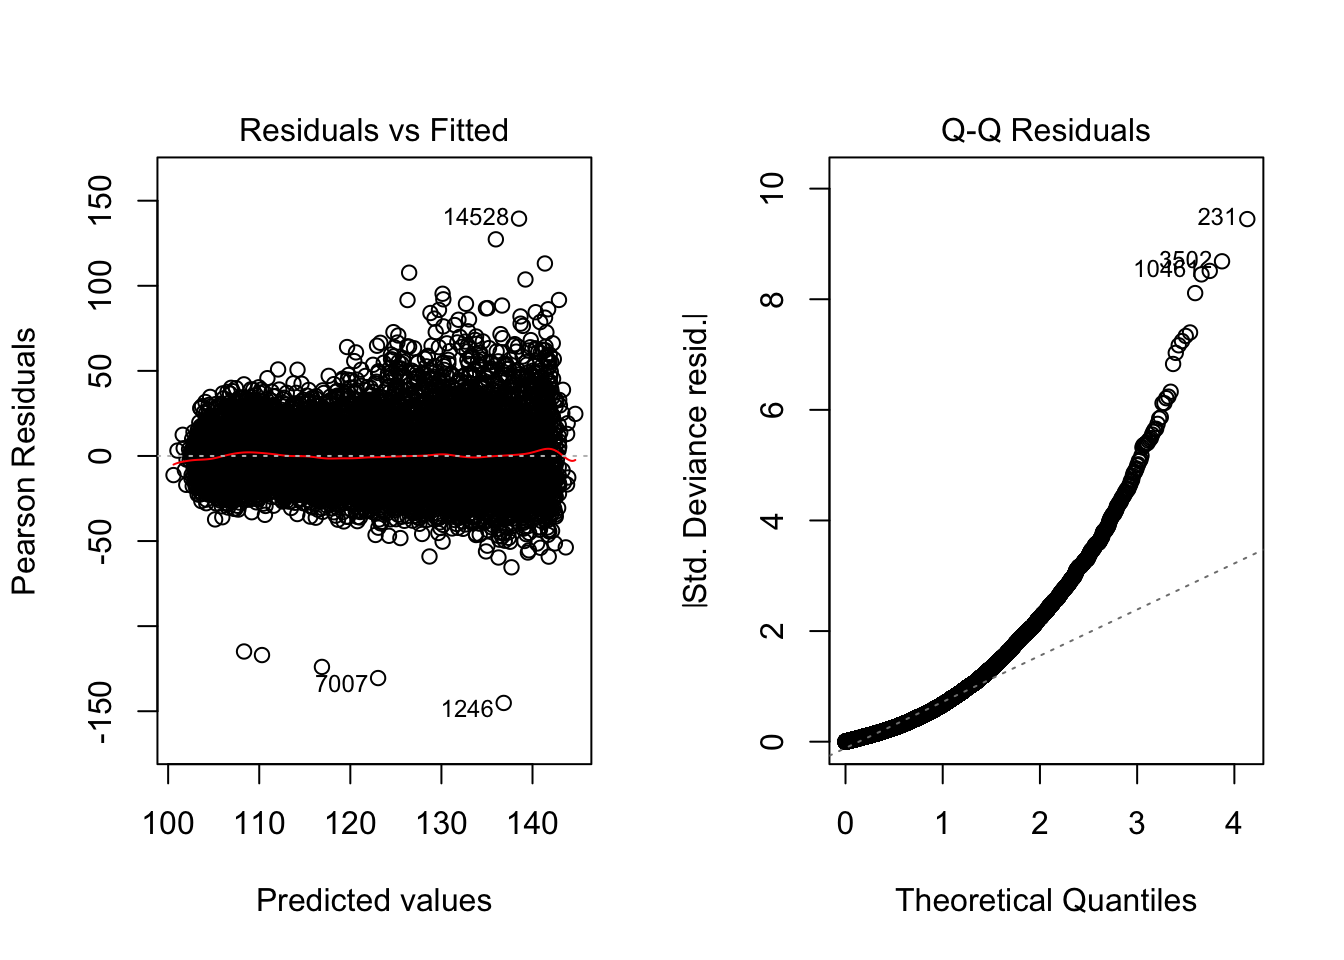 Residuals vs Fitted
Pearson Residuals
150
100
50
0
-50
-150
14528
7007
1246
100 110 120 130 140
Predicted values
Q-Q Residuals
|Std. Deviance resid.|
10
8
6
4
2
0
231
3502
0 1 2 3 4
Theoretical Quantiles